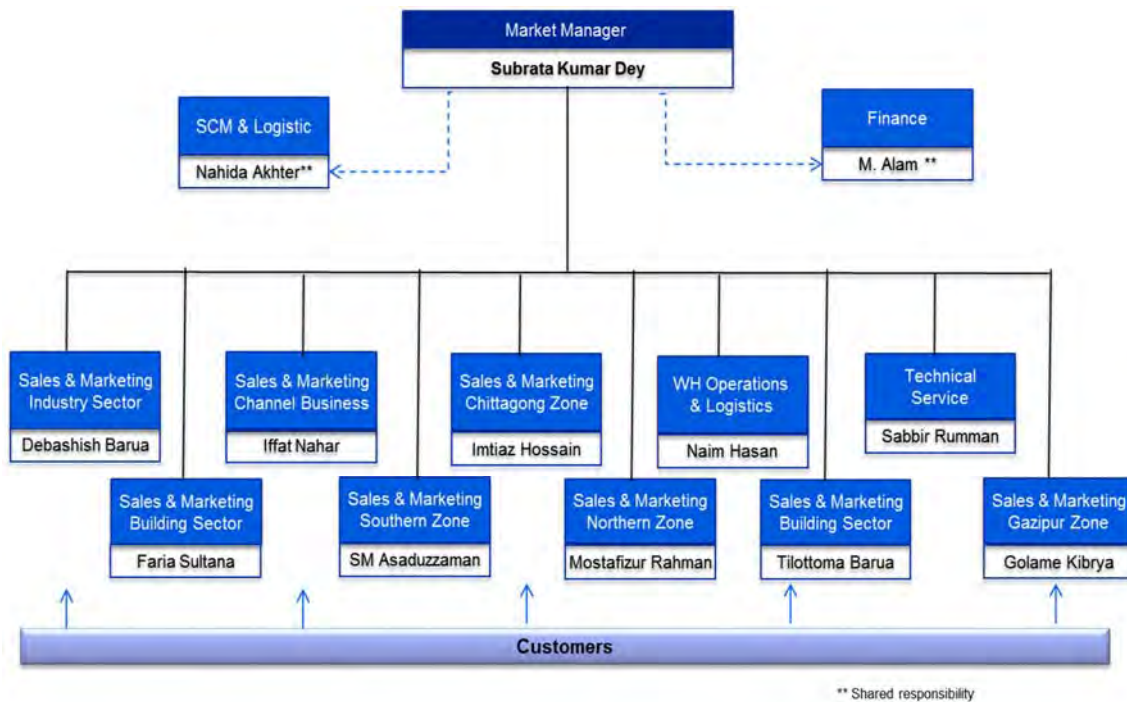 Market Manager
Subrata Kumar Dey
SCM & Logistic
Nahida Akhter**
Finance
M. Alam **
Sales & Marketing
Industry Sector
Debashish Barua
Sales & Marketing
Channel Business
Iffat Nahar
Sales & Marketing
Chittagong Zone
Imtiaz Hossain
WH Operations
& Logistics
Naim Hasan
Technical
Service
Sabbir Rumman
Sales & Marketing
Building Sector
Faria Sultana
Sales & Marketing
Southern Zone
SM Asaduzzaman
Sales & Marketing
Northern Zone
Mostafizur Rahman
Sales & Marketing
Building Sector
Tilottoma Barua
Sales & Marketing
Gazipur Zone
Golame Kibrya
Customers
** Shared responsibility